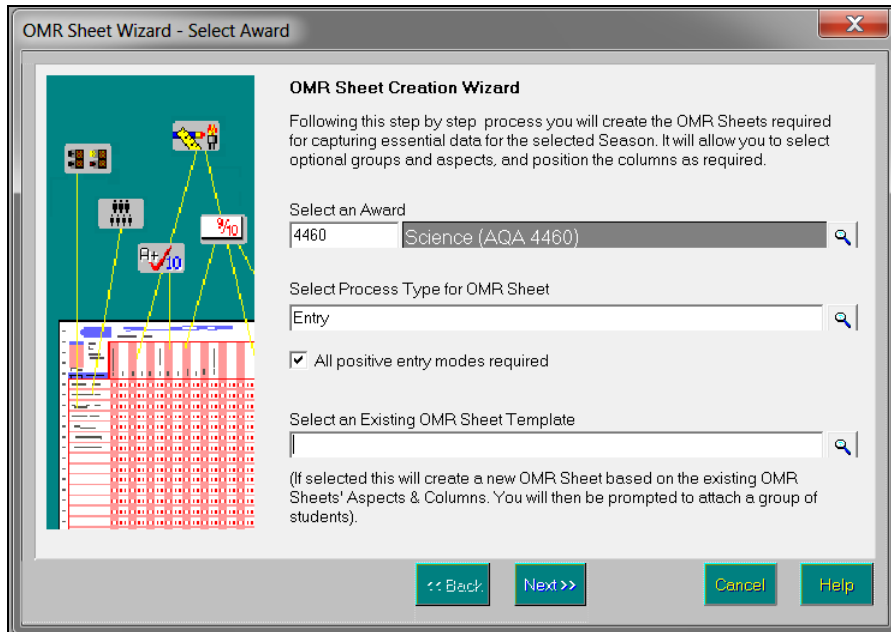 OMR Sheet Wizard - Select Award
X
OMR Sheet Creation Wizard
Following this step by step process you will create the OMR Sheets required
for capturing essential data for the selected Season. It will allow you to select
optional groups and aspects, and position the columns as required.
Select an Award
4460 Science (AQA 4460)
Select Process Type for OMR Sheet
Entry
All positive entry modes required
Select an Existing OMR Sheet Template
(If selected this will create a new OMR Sheet based on the existing OMR
Sheets' Aspects & Columns. You will then be prompted to attach a group of
students).
9/10
A+ 10
<< Back Next >> Cancel Help